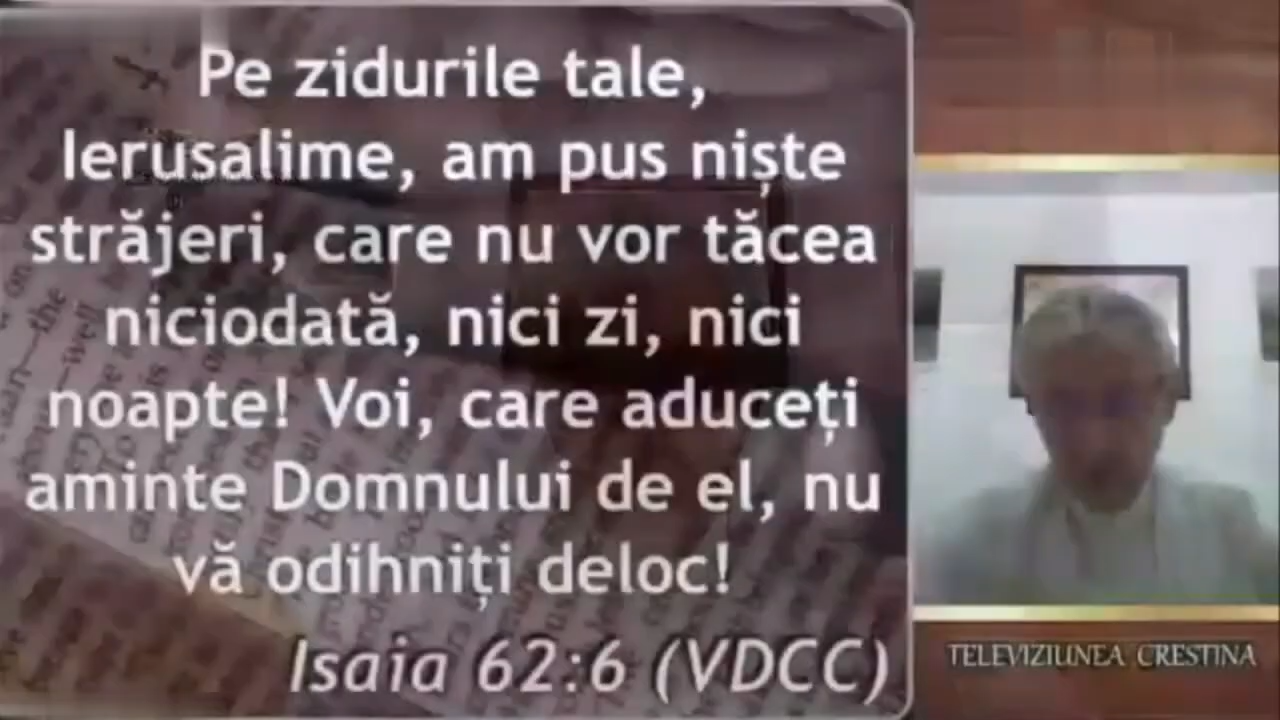 Pe zidurile tale,
Ierusalime, am pus niște
străjeri, care nu vor tăcea
niciodată, nici zi, nici
noapte! Voi, care aduceți
aminte Domnului de el, nu
vă odihniți deloc!
Isaia 62:6 (VDCC)
TELEVIZIUNEA CRESTINA